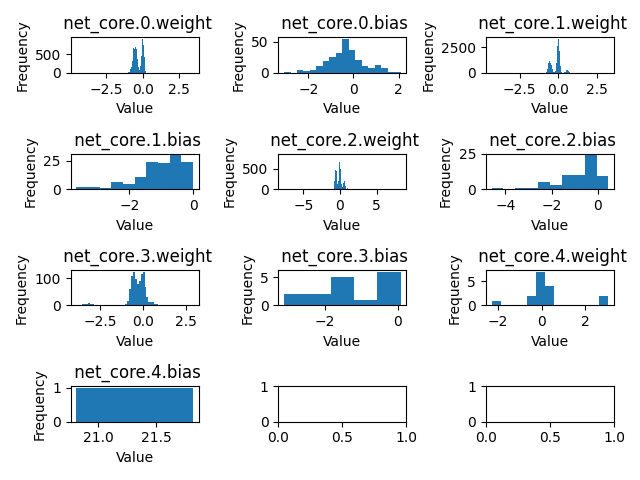 net_core.0.weight
net_core.0.bias
net_core.1.weight
Frequency
500
0
−2.5 0.0 2.5
Value
Frequency
50
0
−2 0 2
Value
Frequency
2500
0
−2.5 0.0 2.5
Value
net_core.1.bias
net_core.2.weight
net_core.2.bias
Frequency
25
0
−2 0
Value
Frequency
500
0
−5 0 5
Value
Frequency
25
0
−4 −2 0
Value
net_core.3.weight
net_core.3.bias
net_core.4.weight
Frequency
100
0
−2.5 0.0 2.5
Value
Frequency
5
0
−2 0
Value
Frequency
5
0
−2 0 2
Value
net_core.4.bias
Frequency
1
0
21.0 21.5
Value
1
0
0.0 0.5 1.0
1
0
0.0 0.5 1.0